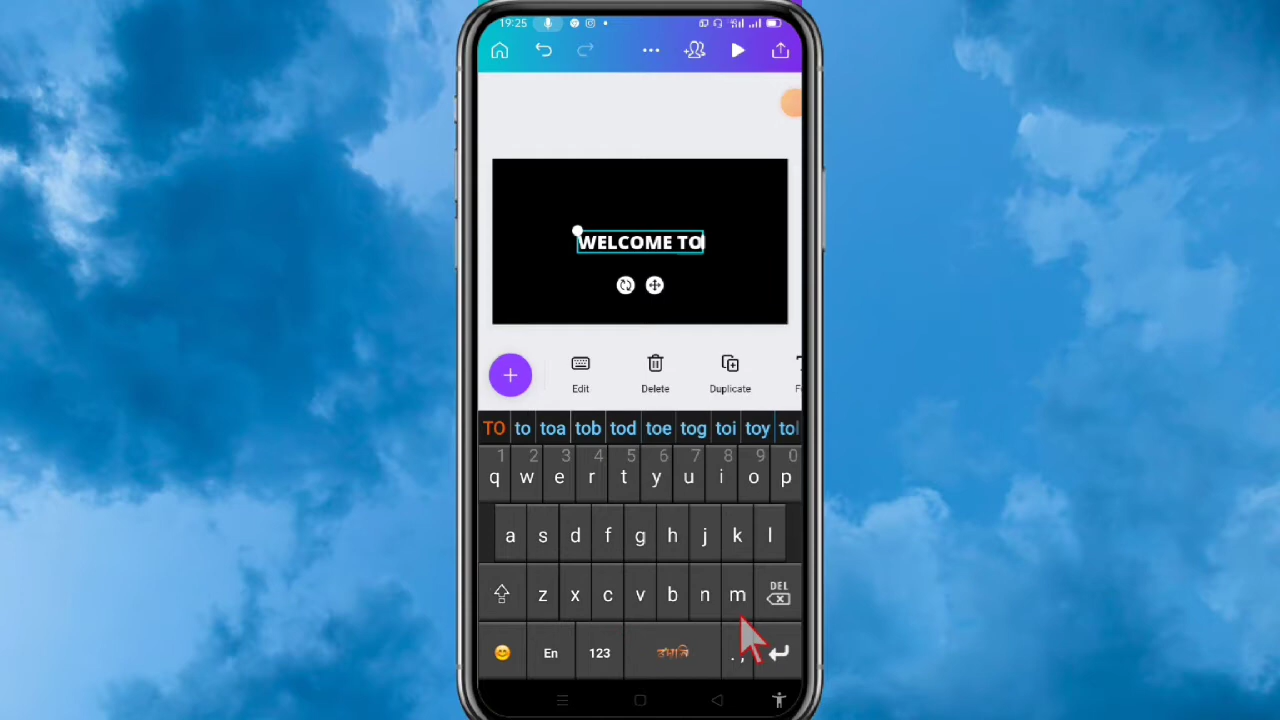 19:25
WELCOME TO
Edit Delete Duplicate
TO to toa tob tod toe tog toi toy tol
1 2 3 4 5 6 7 8 9 0
q w e r t y u i o p
a s d f g h j k l
z x c v b n m DEL
En 123